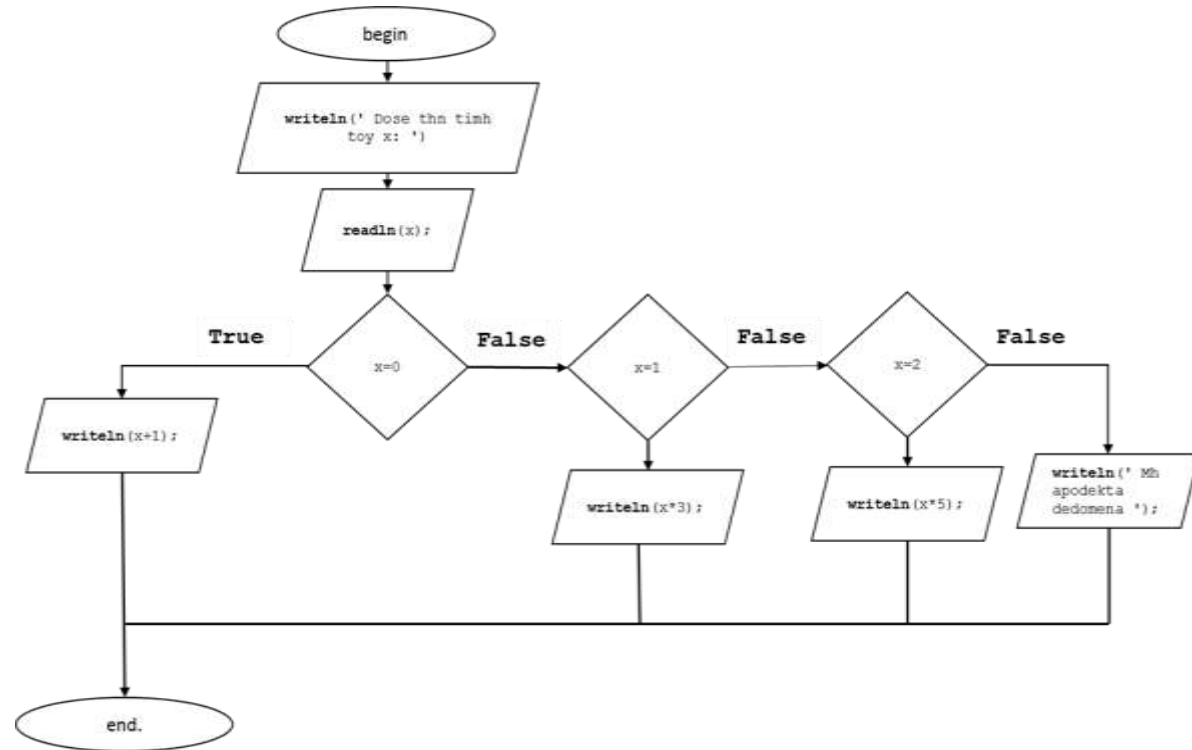 begin
writeln(' Dose thn timh
toy x: ')
readln(x);
True
False
False
False
x=0
x=1
x=2
writeln(x+1);
writeln(x*3);
writeln(x*5);
writeln(' Mh
apodekta
dedomena ');
end.